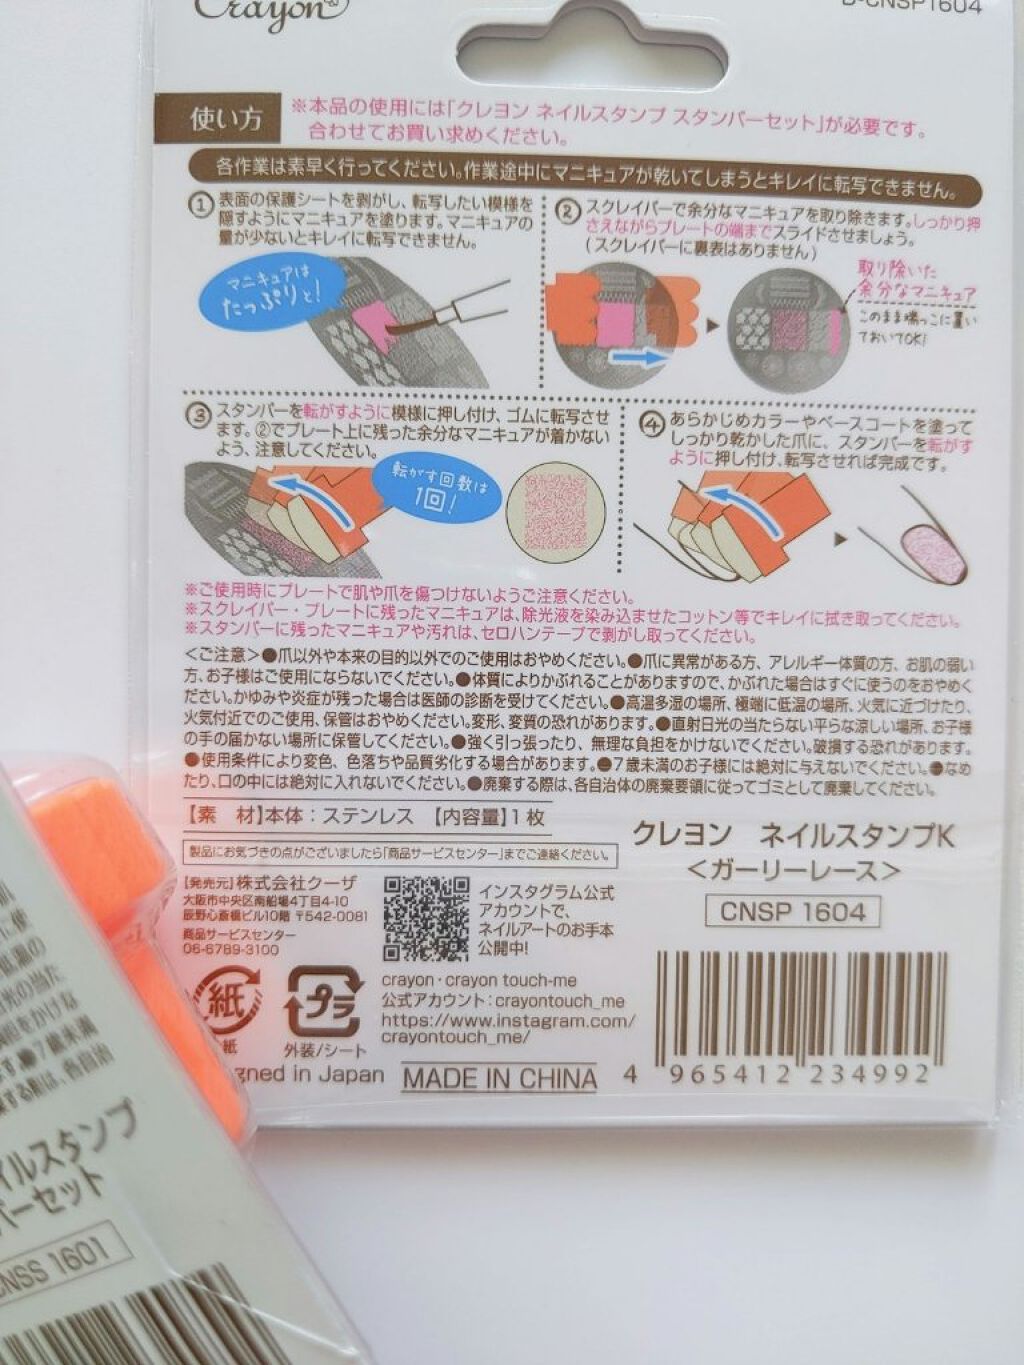 Crayon
D-CNSP1604
使い方
※本品の使用には「クレヨン ネイルスタンプ スタンパーセット」が必要です。
合わせてお買い求めください。
各作業は素早く行ってください。作業途中にマニキュアが乾いてしまうとキレイに転写できません。
① 表面の保護シートを剥がし、転写したい模様を
隠すようにマニキュアを塗ります。マニキュアの
量が少ないとキレイに転写できません。
マニキュアは
たっぷりと!
② スクレイパーで余分なマニキュアを取り除きます。しっかり押
さえながらプレートの端までスライドさせましょう。
(スクレイパーに裏表はありません)
取り除いた
余分なマニキュア
このまま端っこに置い
ておいてOK!
③ スタンパーを転がすように模様に押し付け、ゴムに転写させ
ます。②でプレート上に残った余分なマニキュアが着かない
よう、注意してください。
転がす回数は
1回!
④ あらかじめカラーやベースコートを塗って
しっかり乾かした爪に、スタンパーを転がす
ように押し付け、転写させれば完成です。
※ご使用時にプレートで肌や爪を傷つけないようご注意ください。
※スクレイパー・プレートに残ったマニキュアは、除光液を染み込ませたコットン等でキレイに拭き取ってください。
※スタンパーに残ったマニキュアや汚れは、セロハンテープで剥がし取ってください。
＜ご注意＞●爪以外や本来の目的以外でのご使用はおやめください。●爪に異常がある方、アレルギー体質の方、お肌の弱い
方、お子様はご使用にならないでください。●体質によりかぶれることがありますので、かぶれた場合はすぐに使うのをおやめく
ださい。かゆみや炎症が残った場合は医師の診断を受けてください。●高温多湿の場所、極端に低温の場所、火気に近づけたり、
火気付近でのご使用、保管はおやめください。変形、変質の恐れがあります。●直射日光の当たらない平らな涼しい場所、お子様
の手の届かない場所に保管してください。●強く引っ張ったり、無理な負担をかけないでください。破損する恐れがあります。
●使用条件により変色、色落ちや品質劣化する場合があります。●7歳未満のお子様には絶対に与えないでください。●なめ
たり、口の中には絶対に入れないでください。●廃棄する際は、各自治体の廃棄要領に従ってゴミとして廃棄してください。
【素　材】本体：ステンレス　【内容量】1枚
製品にお気づきの点がございましたら「商品サービスセンター」までご連絡ください。
クレヨン　ネイルスタンプK
＜ガーリーレース＞
CNSP 1604
【発売元】株式会社クーザ
大阪市中央区南船場4丁目4-10
辰野心斎橋ビル10階 〒542-0081
商品サービスセンター
06-6789-3100
インスタグラム公式
アカウントで、
ネイルアートのお手本
公開中!
紙
紙
プラ
外装/シート
crayon・crayon touch-me
公式アカウント：crayontouch_me
https://www.instagram.com/
crayontouch_me/
gned in Japan
MADE IN CHINA
4 965412 234992
に使
低温の
光の当た
負担をかけな
ます。●7歳未満
する際は、各自治
イルスタンプ
パーセット
CNSS 1601